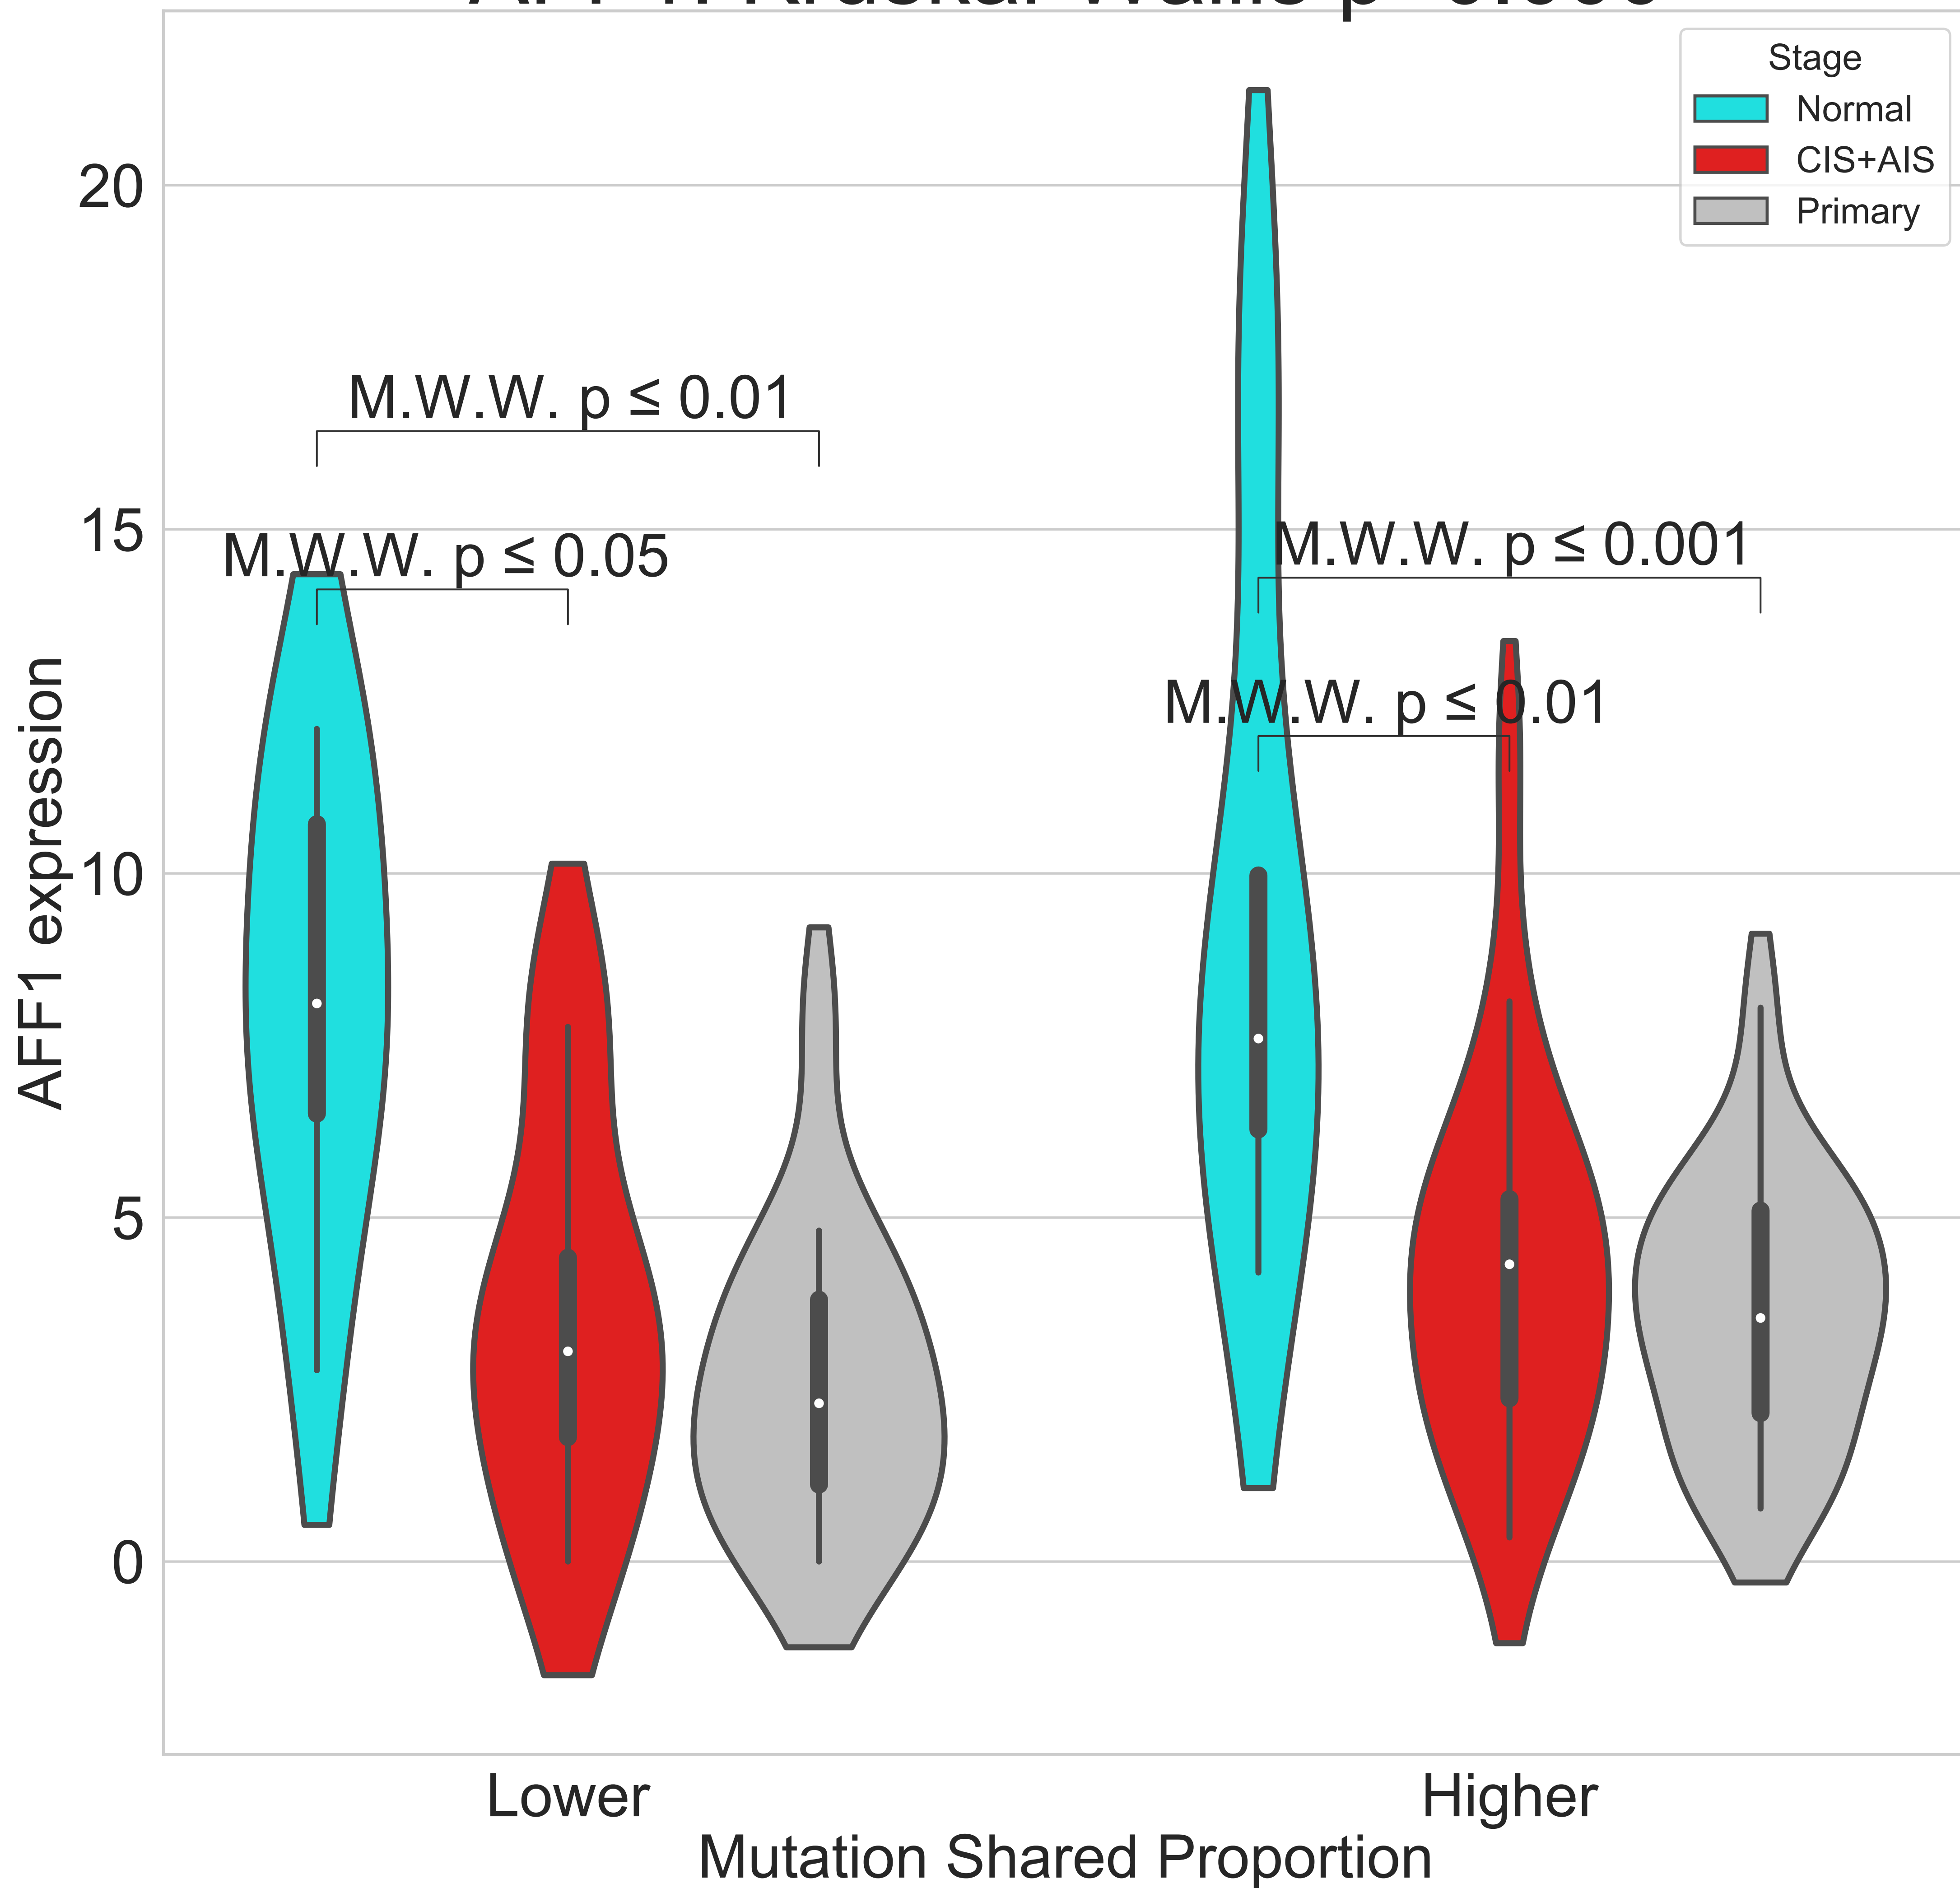 Stage
Normal
CIS+AIS
Primary
20
15
10
5
0
AFF1 expression
M.W.W. p ≤ 0.01
M.W.W. p ≤ 0.05
M.W.W. p ≤ 0.001
M.W.W. p ≤ 0.01
Lower
Higher
Mutation Shared Proportion